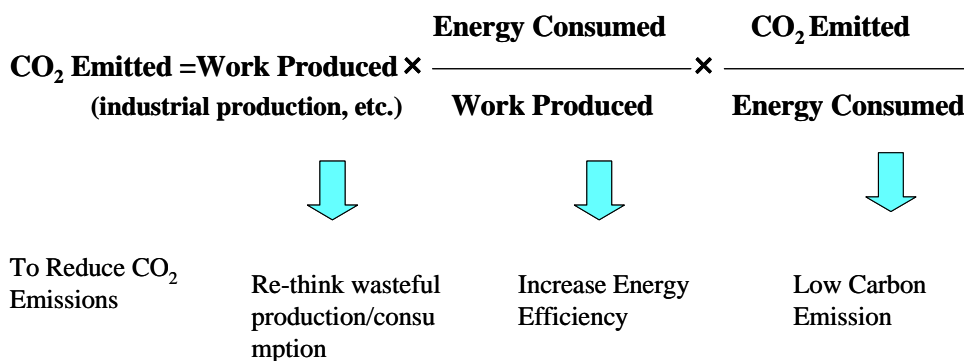 Energy Consumed
CO₂ Emitted
CO₂ Emitted =Work Produced × ×
(industrial production, etc.)
Work Produced
Energy Consumed
To Reduce CO₂
Emissions
Re-think wasteful
production/consu
mption
Increase Energy
Efficiency
Low Carbon
Emission